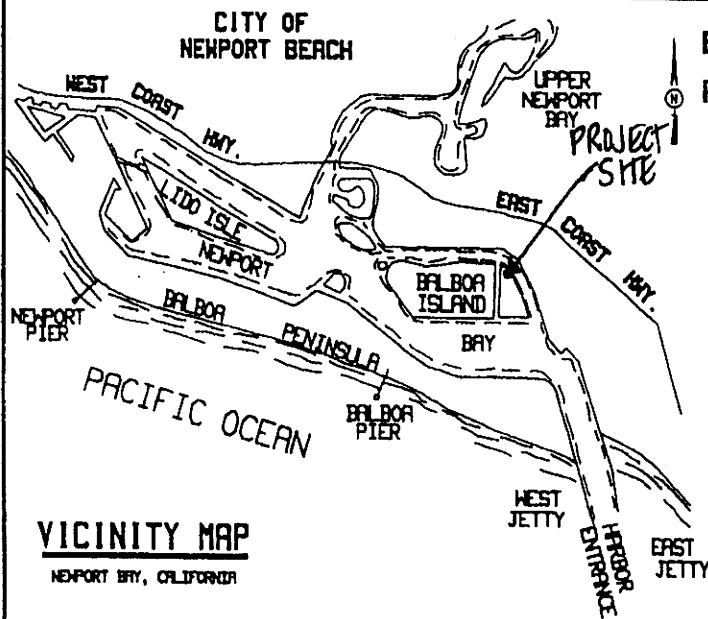 CITY OF
NEWPORT BEACH
WEST COAST HWY.
UPPER
NEWPORT
BAY
N
PROJECT
SITE
EAST COAST HWY.
LIDO ISLE
NEWPORT
BALBOA
ISLAND
BAY
NEWPORT
PIER
BALBOA PENINSULA
BALBOA
PIER
PACIFIC OCEAN
WEST
JETTY
HARBOR
ENTRANCE
EAST
JETTY
VICINITY MAP
NEWPORT BAY, CALIFORNIA